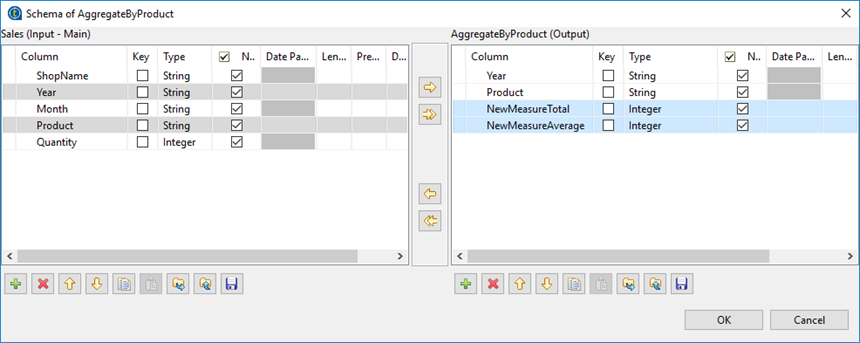 Schema of AggregateByProduct
Sales (Input - Main)
Column Key Type N.. Date Pa... Len... Pre... D...
ShopName String
Year String
Month String
Product String
Quantity Integer
AggregateByProduct (Output)
Column Key Type N.. Date Pa... Len...
Year String
Product String
NewMeasureTotal Integer
NewMeasureAverage Integer
OK Cancel